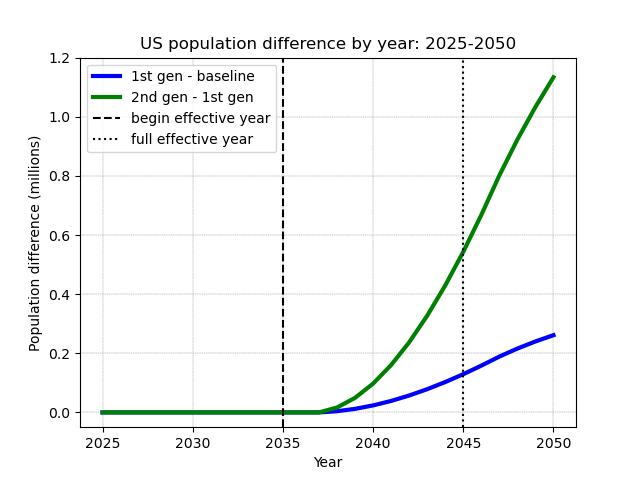 US population difference by year: 2025-2050
1st gen - baseline
2nd gen - 1st gen
begin effective year
full effective year
Population difference (millions)
1.2
1.0
0.8
0.6
0.4
0.2
0.0
2025 2030 2035 2040 2045 2050
Year